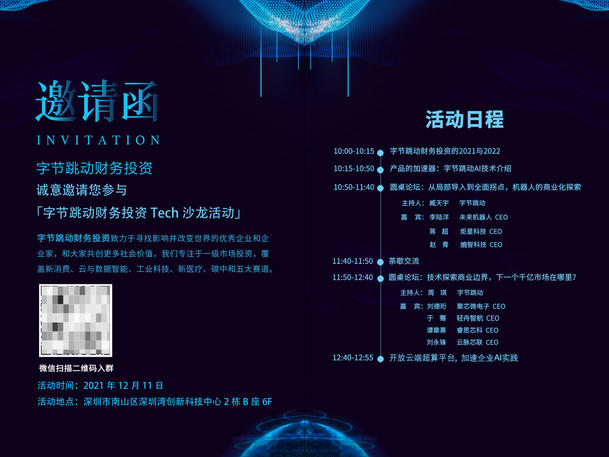 邀请函
INVITATION
字节跳动财务投资
诚意邀请您参与
「字节跳动财务投资 Tech 沙龙活动」
字节跳动财务投资致力于寻找影响并改变世界的优秀企业和企
业家，和大家共创更多社会价值，我们专注于一级市场投资，覆
盖新消费、云与数据智能、工业科技、新医疗、碳中和五大赛道。
微信扫描二维码入群
活动时间：2021 年 12 月 11 日
活动地点：深圳市南山区深圳湾创新科技中心 2 栋 B 座 6F
活动日程
10:00-10:15 字节跳动财务投资的2021与2022
10:15-10:50 产品的加速器：字节跳动AI技术介绍
10:50-11:40 圆桌论坛：从局部导入到全面拐点，机器人的商业化探索
主持人：臧天宇 字节跳动
嘉 宾：李陆洋 未来机器人 CEO
蒋 超 炬星科技 CEO
赵 青 熵智科技 CEO
11:40-11:50 茶歇交流
11:50-12:40 圆桌论坛：技术探索商业边界，下一个千亿市场在哪里?
主持人：周 琪 字节跳动
嘉 宾：刘德珩 聚芯微电子 CEO
于 骞 轻舟智航 CEO
谭章熹 睿思芯科 CEO
刘永锋 云脉芯联 CEO
12:40-12:55 开放云端超算平台, 加速企业AI实践